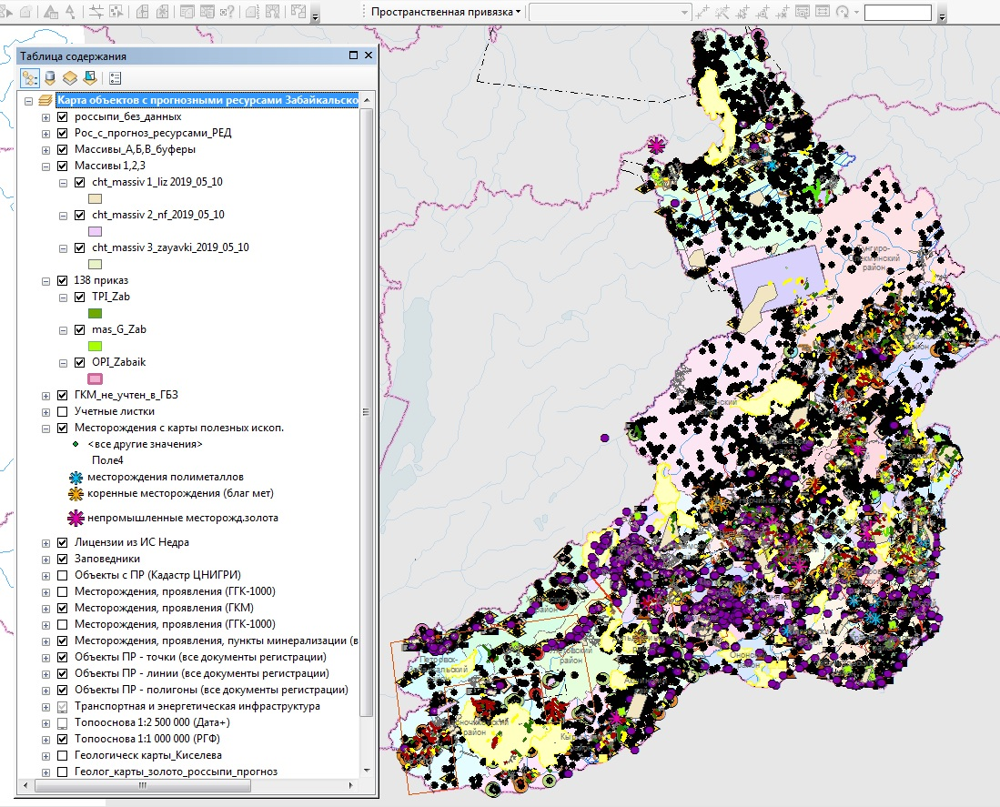 Пространственная привязка
Таблица содержания
Карта объектов с прогнозными ресурсами Забайкальско
россыпи_без_данных
Рос_с_прогноз_ресурсами_РЕД
Массивы_А,Б,В_буферы
Массивы 1,2,3
cht_massiv 1_liz 2019_05_10
cht_massiv 2_nf_2019_05_10
cht_massiv 3_zayavki_2019_05_10
138 приказ
TPI_Zab
mas_G_Zab
OPI_Zabaik
ГКМ_не_учтен_в_ГБЗ
Учетные листки
Месторождения с карты полезных ископ.
<все другие значения>
Поле4
месторождения полиметаллов
коренные месторождения (благ мет)
непромышленные месторожд.золота
Лицензии из ИС Недра
Заповедники
Объекты с ПР (Кадастр ЦНИГРИ)
Месторождения, проявления (ГГК-1000)
Месторождения, проявления (ГКМ)
Месторождения, проявления (ГГК-1000)
Месторождения, проявления, пункты минерализации (в
Объекты ПР - точки (все документы регистрации)
Объекты ПР - линии (все документы регистрации)
Объекты ПР - полигоны (все документы регистрации)
Транспортная и энергетическая инфраструктура
Топооснова 1:2 500 000 (Дата+)
Топооснова 1:1 000 000 (РГФ)
Геологическ карты_Киселева
Геолог_карты_золото_россыпи_прогноз
район
район
район
район